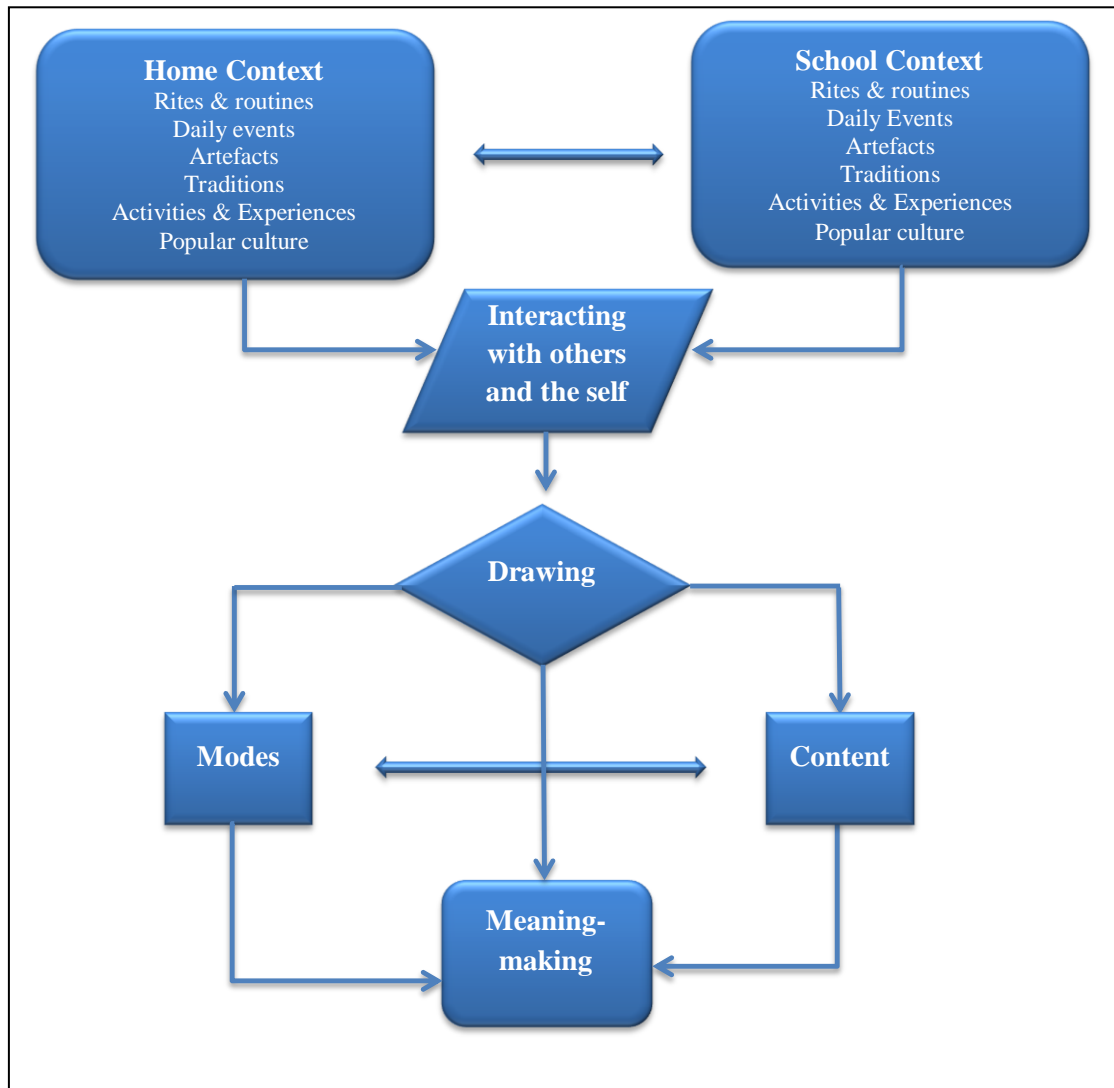 Home Context
Rites & routines
Daily events
Artefacts
Traditions
Activities & Experiences
Popular culture
School Context
Rites & routines
Daily Events
Artefacts
Traditions
Activities & Experiences
Popular culture
Interacting
with others
and the self
Drawing
Modes
Content
Meaning-
making